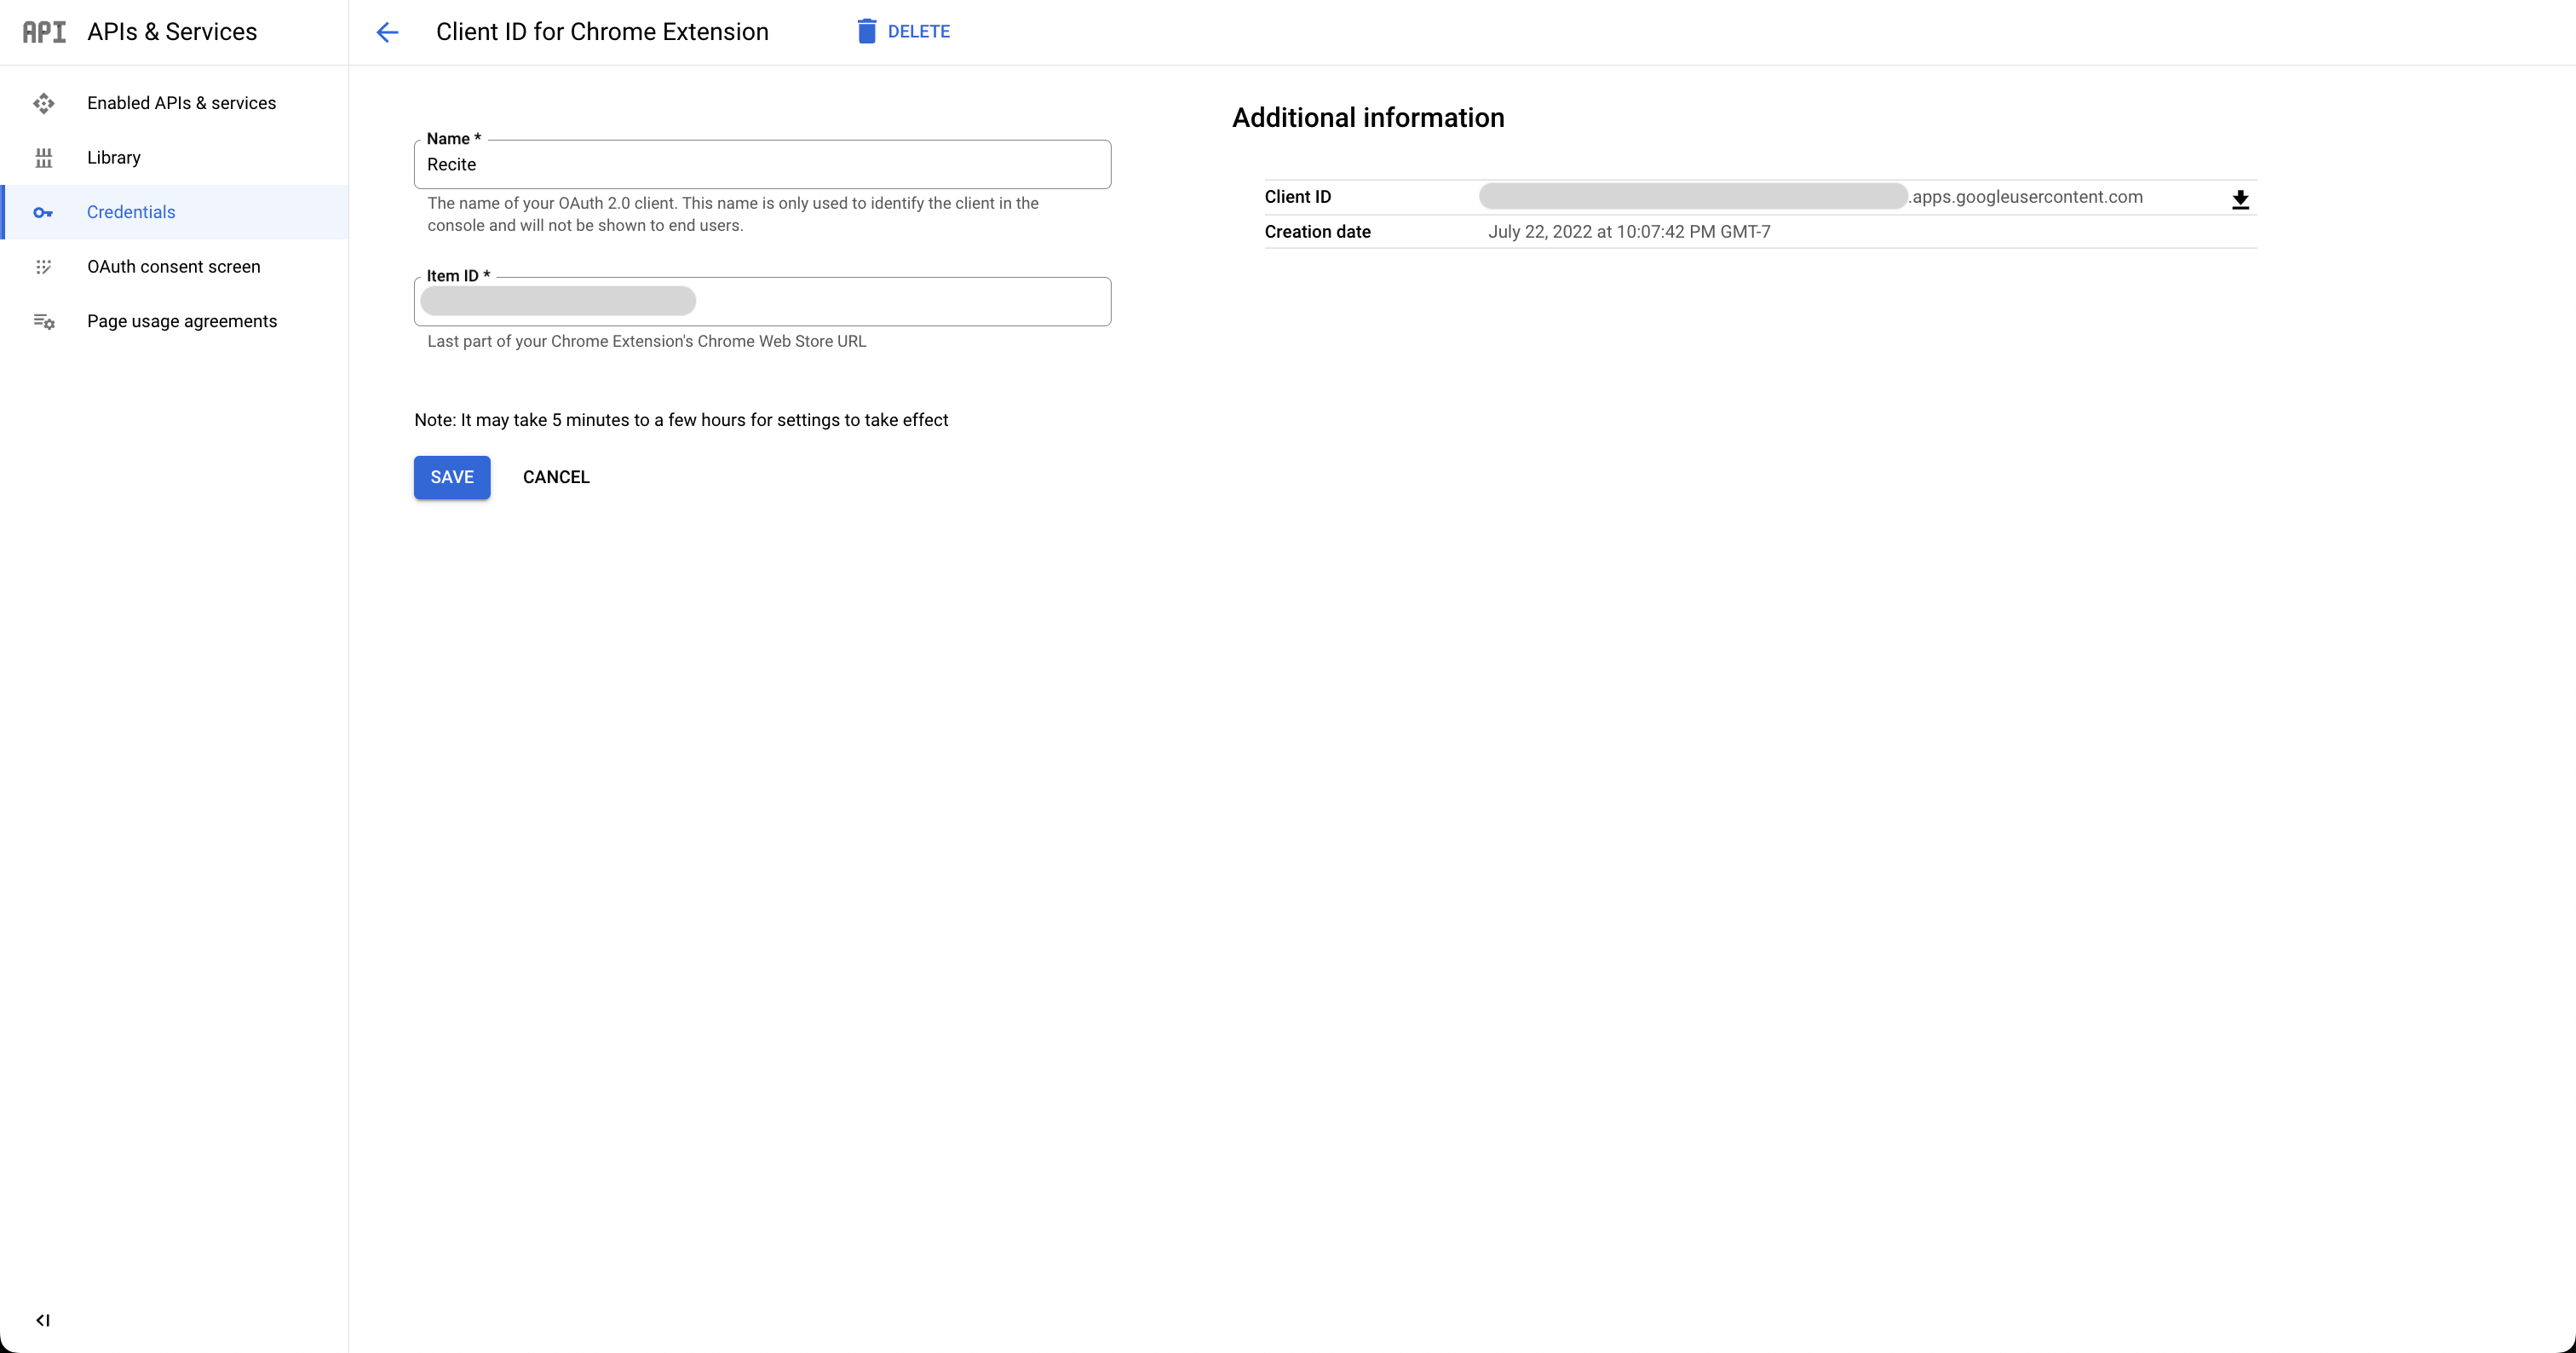 API APIs & Services
Client ID for Chrome Extension
DELETE
Enabled APIs & services
Library
Credentials
OAuth consent screen
Page usage agreements
Name *
Recite
The name of your OAuth 2.0 client. This name is only used to identify the client in the
console and will not be shown to end users.
Item ID *
Last part of your Chrome Extension's Chrome Web Store URL
Note: It may take 5 minutes to a few hours for settings to take effect
SAVE CANCEL
Additional information
Client ID .apps.googleusercontent.com
Creation date July 22, 2022 at 10:07:42 PM GMT-7